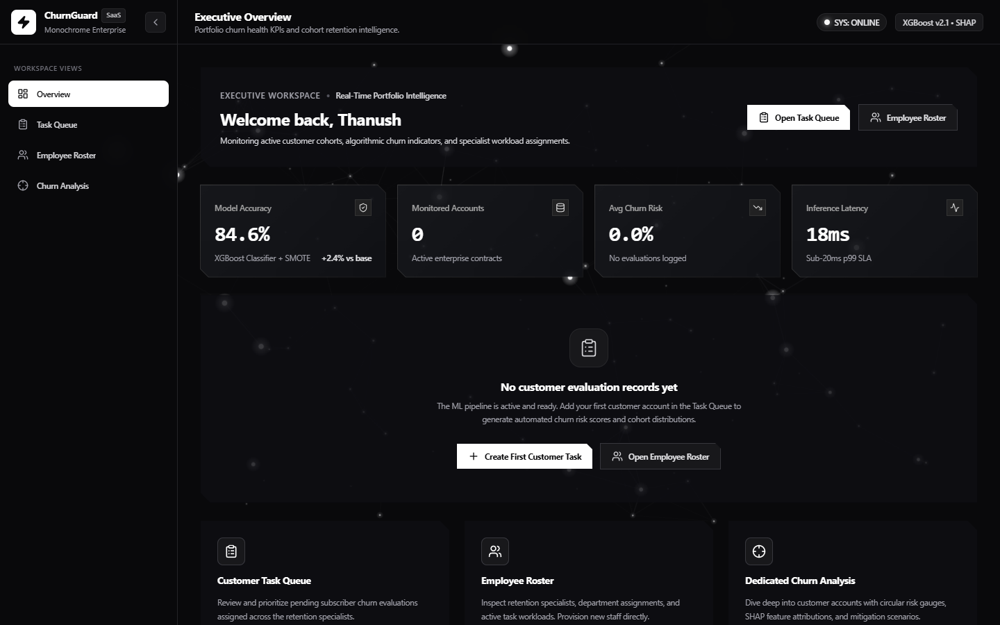 ChurnGuard SaaS
Monochrome Enterprise
Executive Overview
Portfolio churn health KPIs and cohort retention intelligence.
SYS: ONLINE
XGBoost v2.1 • SHAP
WORKSPACE VIEWS
Overview
Task Queue
Employee Roster
Churn Analysis
EXECUTIVE WORKSPACE • Real-Time Portfolio Intelligence
Welcome back, Thanush
Monitoring active customer cohorts, algorithmic churn indicators, and specialist workload assignments.
Open Task Queue
Employee Roster
Model Accuracy
84.6%
XGBoost Classifier + SMOTE +2.4% vs base
Monitored Accounts
0
Active enterprise contracts
Avg Churn Risk
0.0%
No evaluations logged
Inference Latency
18ms
Sub-20ms p99 SLA
No customer evaluation records yet
The ML pipeline is active and ready. Add your first customer account in the Task Queue to
generate automated churn risk scores and cohort distributions.
Create First Customer Task
Open Employee Roster
Customer Task Queue
Review and prioritize pending subscriber churn evaluations
assigned across the retention specialists.
Employee Roster
Inspect retention specialists, department assignments, and
active task workloads. Provision new staff directly.
Dedicated Churn Analysis
Dive deep into customer accounts with circular risk gauges,
SHAP feature attributions, and mitigation scenarios.